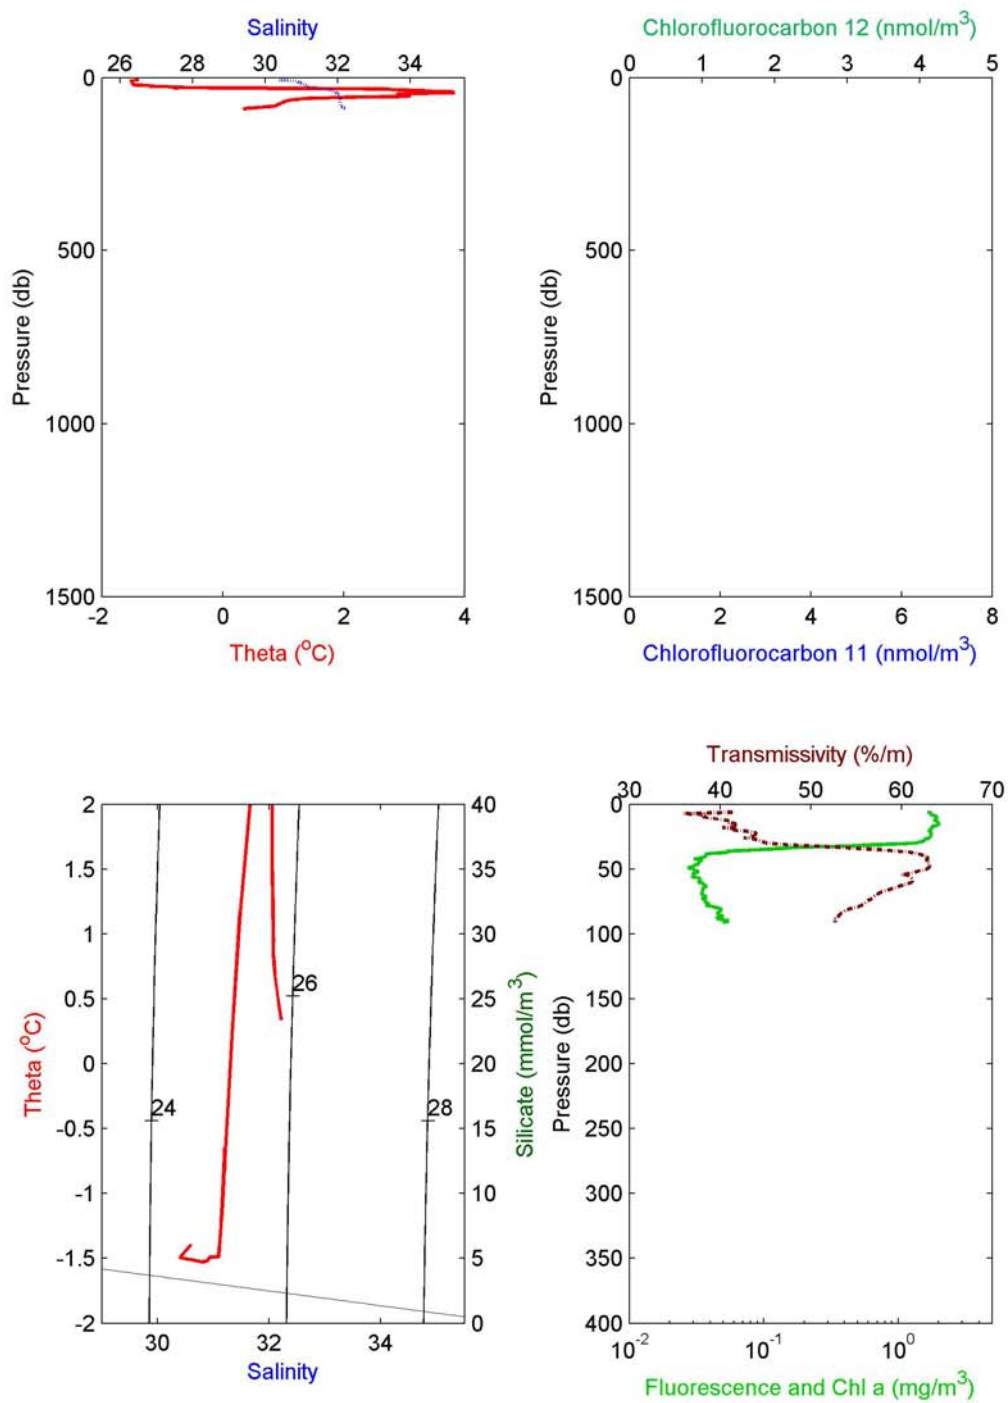 Salinity
26 28 30 32 34
0
500
1000
1500
Pressure (db)
-2 0 2 4
Theta (°C)
Chlorofluorocarbon 12 (nmol/m³)
0 1 2 3 4 5
0
500
1000
1500
Pressure (db)
0 2 4 6 8
Chlorofluorocarbon 11 (nmol/m³)
2
1.5
1
0.5
0
-0.5
-1
-1.5
-2
Theta (°C)
24
26
28
40
35
30
25
20
15
10
5
0
Silicate (mmol/m³)
30 32 34
Salinity
Transmissivity (%/m)
30 40 50 60 70
0
50
100
150
200
250
300
350
400
Pressure (db)
10⁻² 10⁻¹ 10⁰
Fluorescence and Chl a (mg/m³)